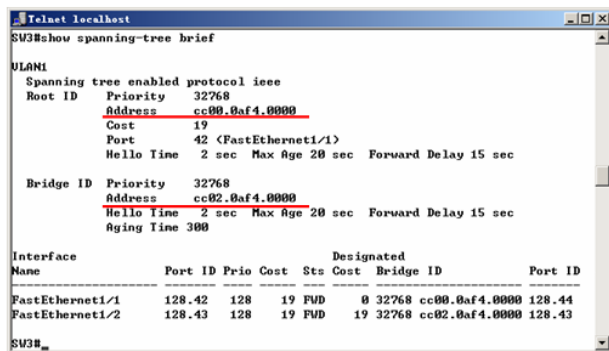 Telnet localhost
SW3#show spanning-tree brief
VLAN1
Spanning tree enabled protocol ieee
Root ID Priority 32768
Address cc00.0af4.0000
Cost 19
Port 42 (FastEthernet1/1)
Hello Time 2 sec Max Age 20 sec Forward Delay 15 sec
Bridge ID Priority 32768
Address cc02.0af4.0000
Hello Time 2 sec Max Age 20 sec Forward Delay 15 sec
Aging Time 300
Interface Designated
Name Port ID Prio Cost Sts Cost Bridge ID Port ID
-------------------- ------- ---- ----- --- ----- -------------------- -------
FastEthernet1/1 128.42 128 19 FWD 0 32768 cc00.0af4.0000 128.44
FastEthernet1/2 128.43 128 19 FWD 19 32768 cc02.0af4.0000 128.43
SW3#_